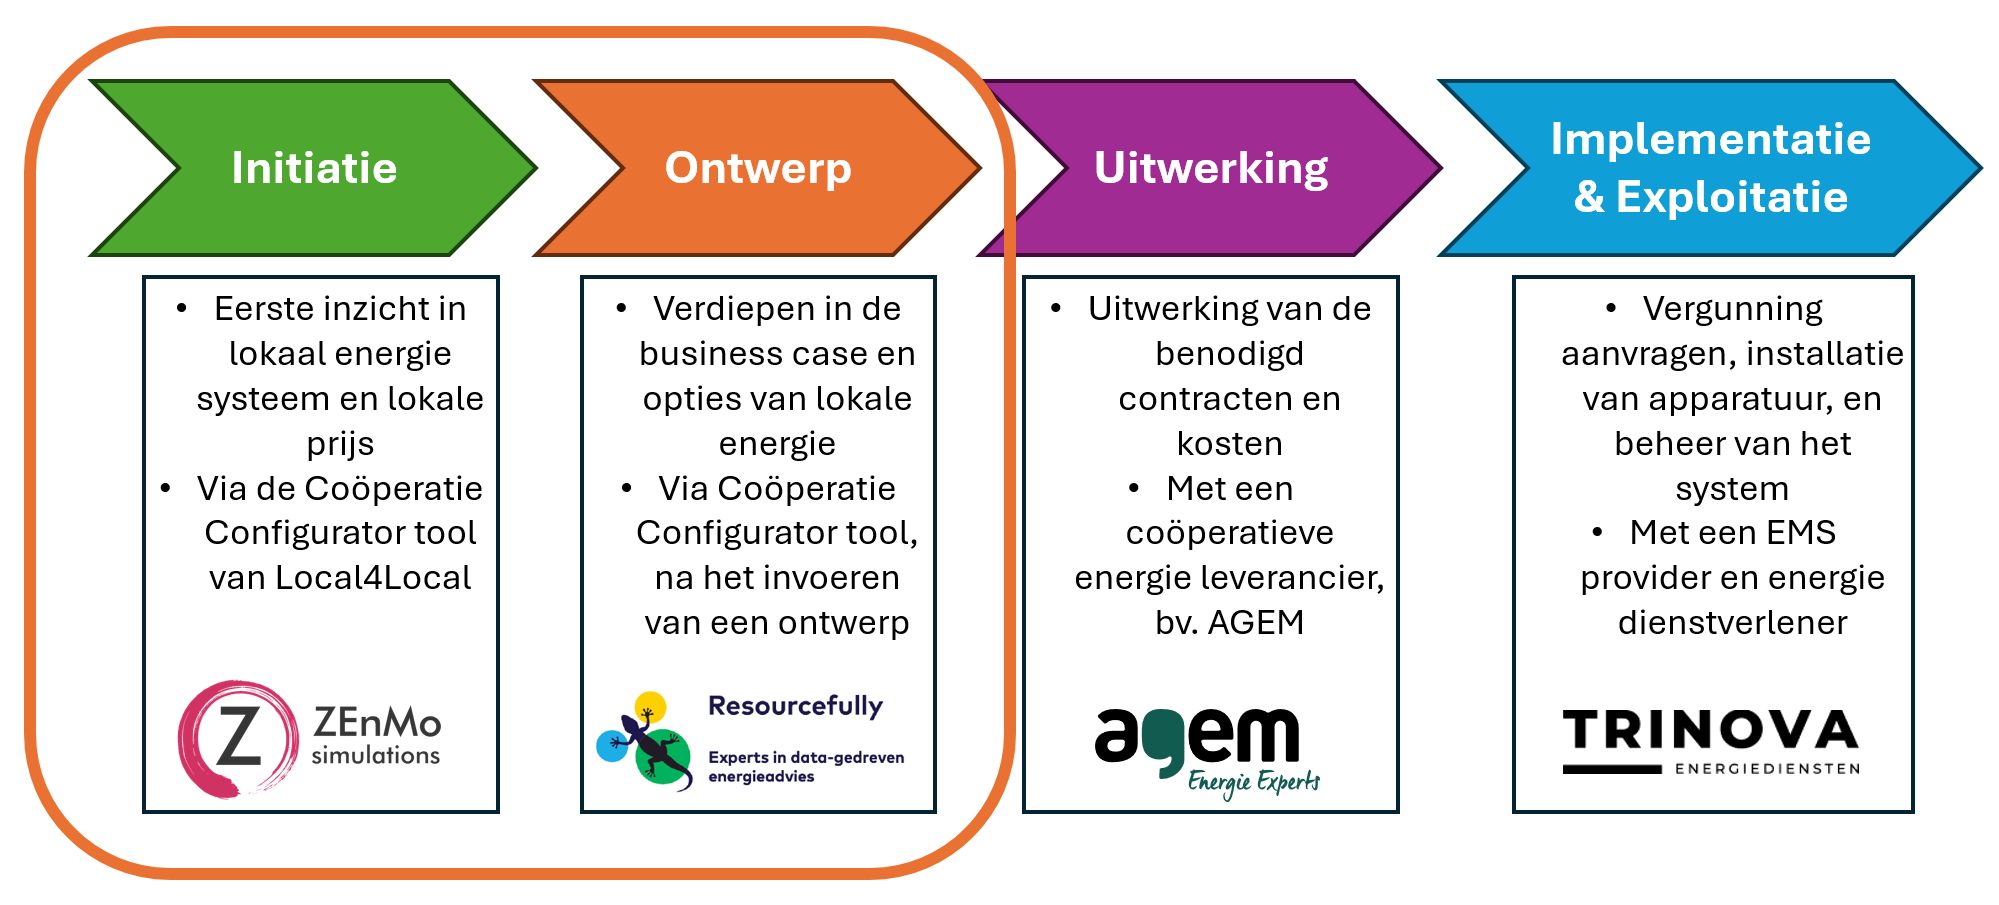 Initiatie
Ontwerp
Uitwerking
Implementatie
& Exploitatie
• Eerste inzicht in
lokaal energie
systeem en lokale
prijs
• Via de Coöperatie
Configurator tool
van Local4Local
ZEnMo
simulations
• Verdiepen in de
business case en
opties van lokale
energie
• Via Coöperatie
Configurator tool,
na het invoeren
van een ontwerp
Resourcefully
Experts in data-gedreven
energieadvies
• Uitwerking van de
benodigd
contracten en
kosten
• Met een
coöperatieve
energie leverancier,
bv. AGEM
agem
Energie Experts
• Vergunning
aanvragen, installatie
van apparatuur, en
beheer van het
system
• Met een EMS
provider en energie
dienstverlener
TRINOVA
ENERGIEDIENSTEN